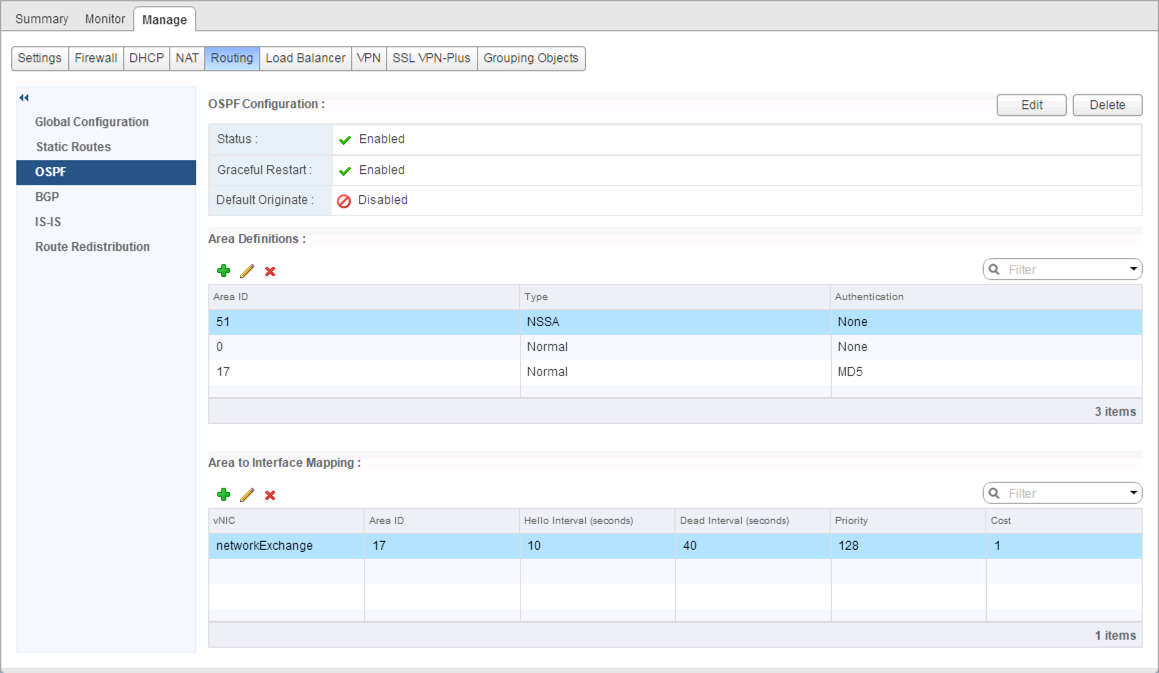 Summary Monitor Manage
Settings Firewall DHCP NAT Routing Load Balancer VPN SSL VPN-Plus Grouping Objects
Global Configuration
Static Routes
OSPF
BGP
IS-IS
Route Redistribution
OSPF Configuration :
Edit Delete
Status : Enabled
Graceful Restart : Enabled
Default Originate : Disabled
Area Definitions :
Filter
Area ID Type Authentication
51 NSSA None
0 Normal None
17 Normal MD5
3 items
Area to Interface Mapping :
Filter
vNIC Area ID Hello Interval (seconds) Dead Interval (seconds) Priority Cost
networkExchange 17 10 40 128 1
1 items